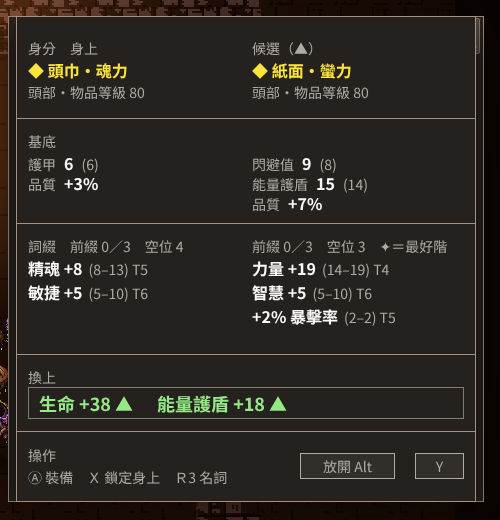 身分　身上　候選（▲）
◆ 頭巾・魂力　◆ 紙面・蠻力
頭部・物品等級 80　頭部・物品等級 80
基底
護甲 6 (6)　閃避值 9 (8)
品質 +3%　能量護盾 15 (14)
品質 +7%
詞綴　前綴 0／3　空位 4　前綴 0／3　空位 3　✦＝最好階
精魂 +8 (8–13) T5　力量 +19 (14–19) T4
敏捷 +5 (5–10) T6　智慧 +5 (5–10) T6
+2% 暴擊率 (2–2) T5
換上
生命 +38 ▲　能量護盾 +18 ▲
操作
Ⓐ 裝備　X 鎖定身上　R3 名詞　放開 Alt　Y